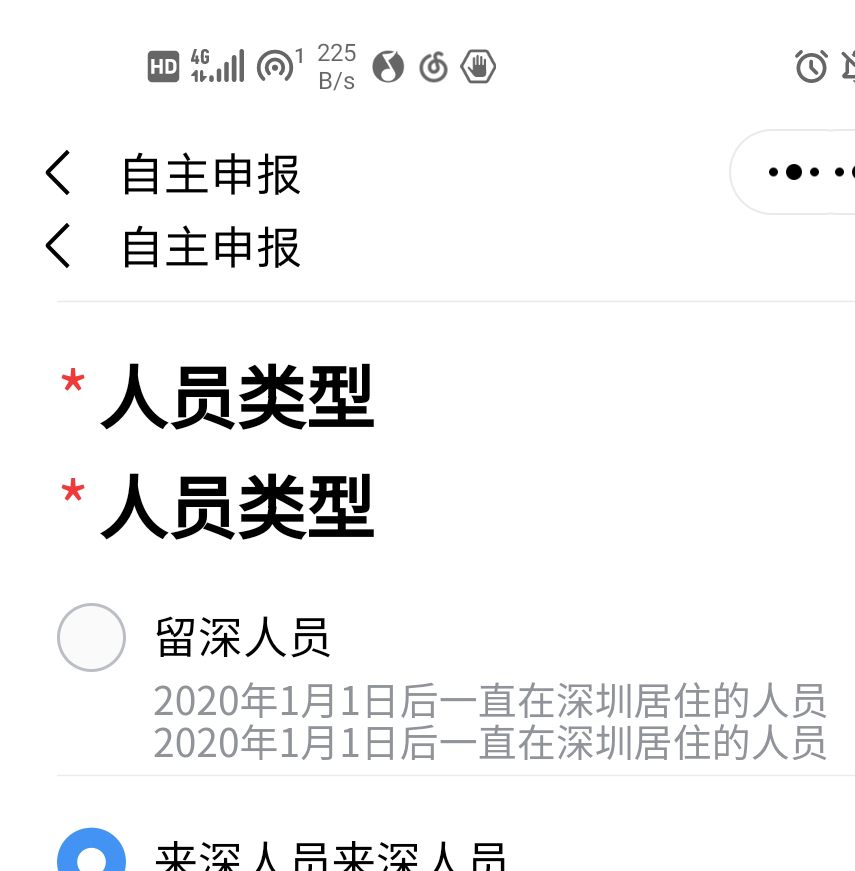 HD 4G 1 225 B/s
自主申报
自主申报
* 人员类型
* 人员类型
留深人员
2020年1月1日后一直在深圳居住的人员
2020年1月1日后一直在深圳居住的人员
来深人员来深人员